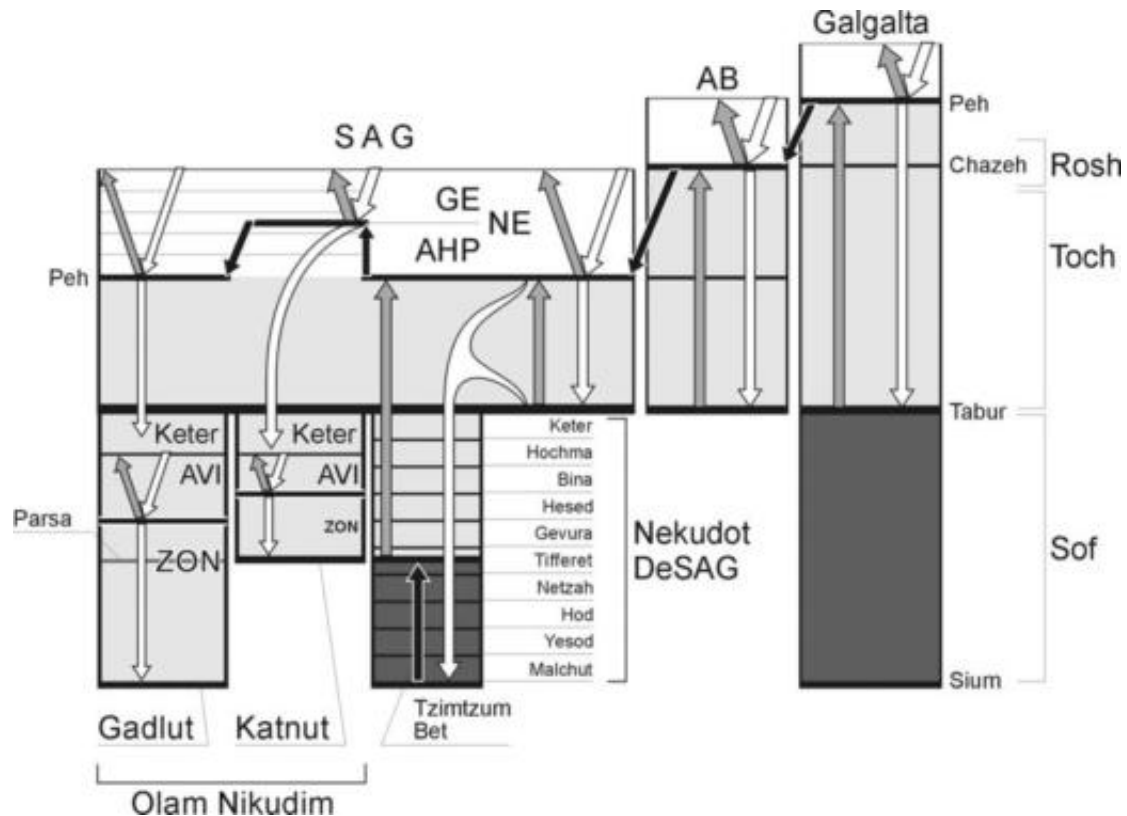 Galgalta
AB
S A G
Peh
Chazeh
Rosh
GE
NE
AHP
Toch
Peh
Tabur
Keter
Keter
Keter
Hochma
AVI
AVI
Bina
Hesed
Parsa
ZON
Gevura
Nekudot
DeSAG
Sof
ZON
Tifferet
Netzah
Hod
Yesod
Malchut
Sium
Gadlut
Katnut
Tzimtzum
Bet
Olam Nikudim